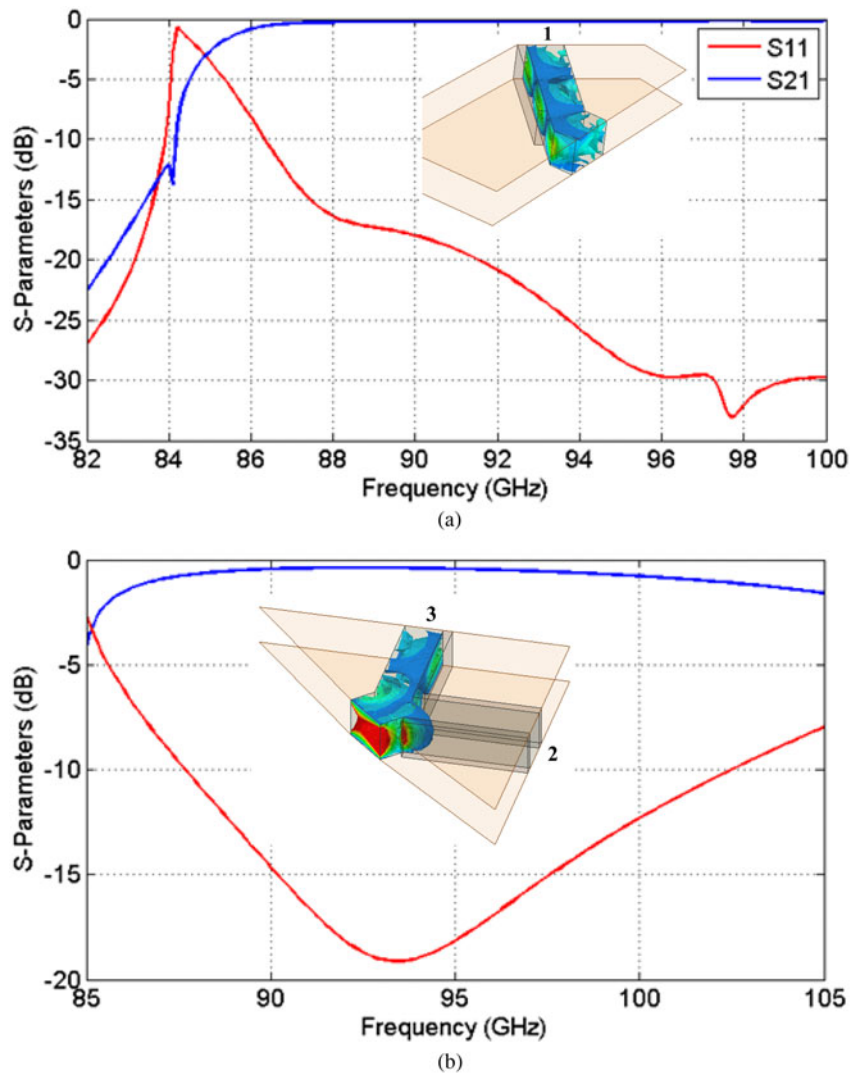 0
-5
-10
-15
-20
-25
-30
-35
S-Parameters (dB)
1
S11
S21
82 84 86 88 90 92 94 96 98 100
Frequency (GHz)
(a)
0
-5
-10
-15
-20
S-Parameters (dB)
3
2
85 90 95 100 105
Frequency (GHz)
(b)